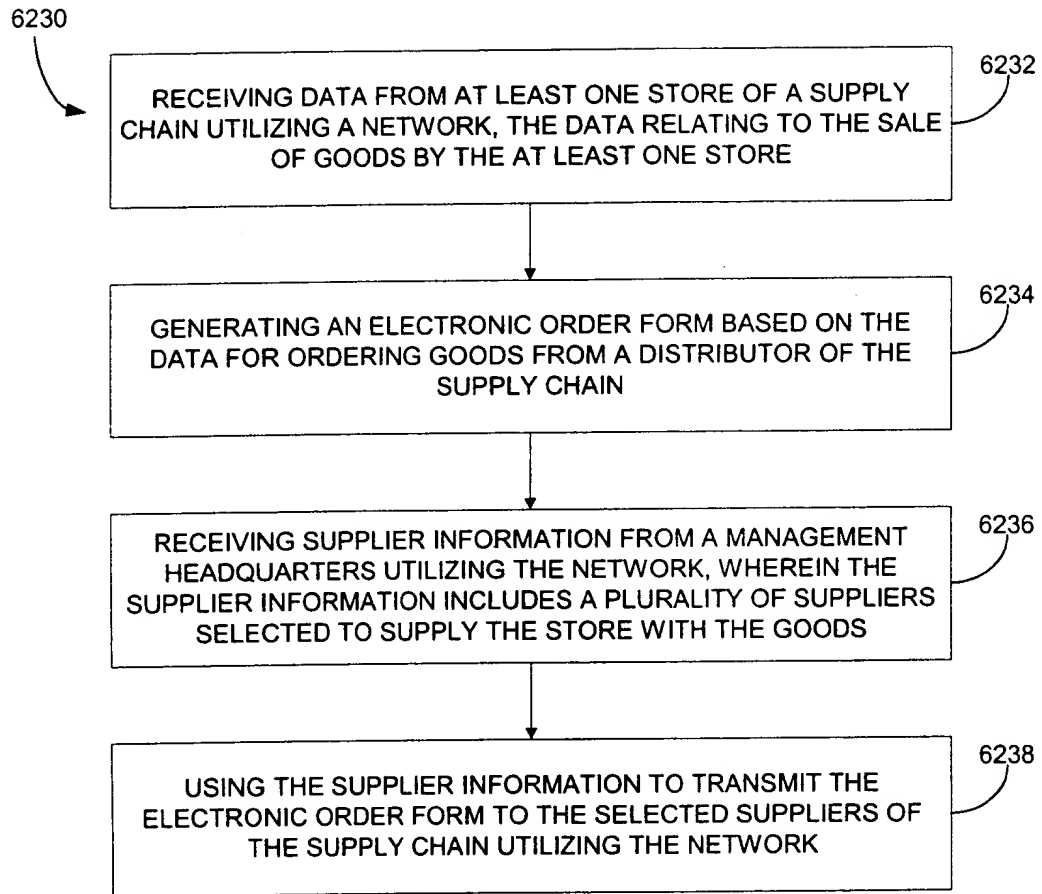 6230
6232
RECEIVING DATA FROM AT LEAST ONE STORE OF A SUPPLY
CHAIN UTILIZING A NETWORK, THE DATA RELATING TO THE SALE
OF GOODS BY THE AT LEAST ONE STORE
6234
GENERATING AN ELECTRONIC ORDER FORM BASED ON THE
DATA FOR ORDERING GOODS FROM A DISTRIBUTOR OF THE
SUPPLY CHAIN
6236
RECEIVING SUPPLIER INFORMATION FROM A MANAGEMENT
HEADQUARTERS UTILIZING THE NETWORK, WHEREIN THE
SUPPLIER INFORMATION INCLUDES A PLURALITY OF SUPPLIERS
SELECTED TO SUPPLY THE STORE WITH THE GOODS
6238
USING THE SUPPLIER INFORMATION TO TRANSMIT THE
ELECTRONIC ORDER FORM TO THE SELECTED SUPPLIERS OF
THE SUPPLY CHAIN UTILIZING THE NETWORK